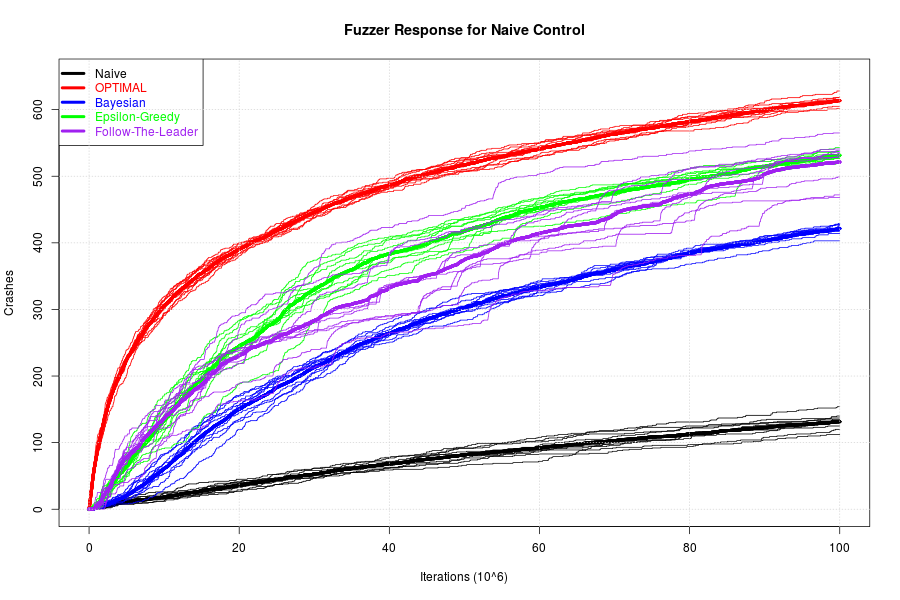 Fuzzer Response for Naive Control
Naive
OPTIMAL
Bayesian
Epsilon-Greedy
Follow-The-Leader
Crashes
600
500
400
300
200
100
0
0 20 40 60 80 100
Iterations (10^6)